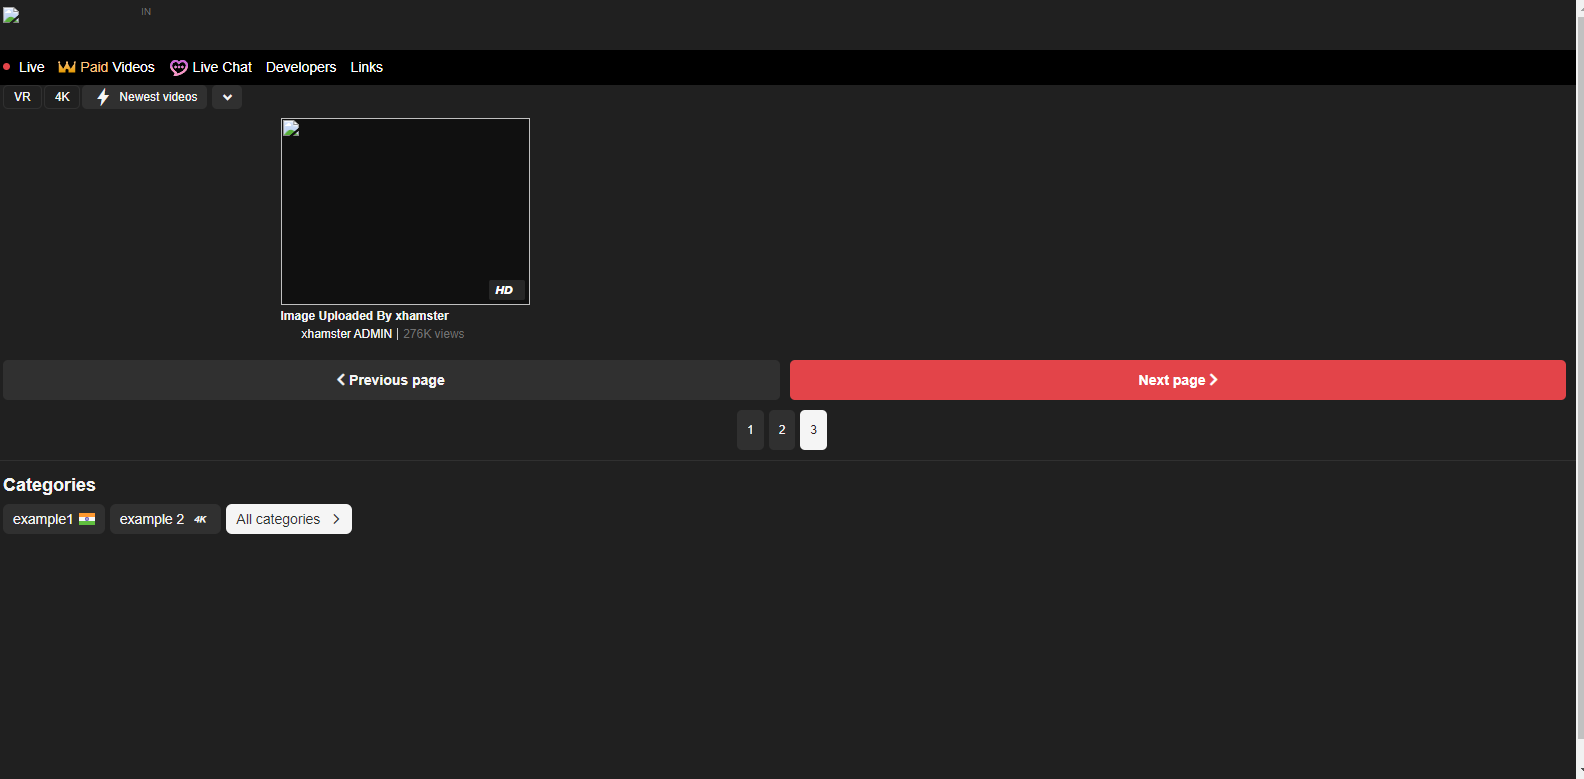 IN
Live Paid Videos Live Chat Developers Links
VR 4K Newest videos
HD
Image Uploaded By xhamster
xhamster ADMIN | 276K views
Previous page Next page
1 2 3
Categories
example1 example 2 4K All categories